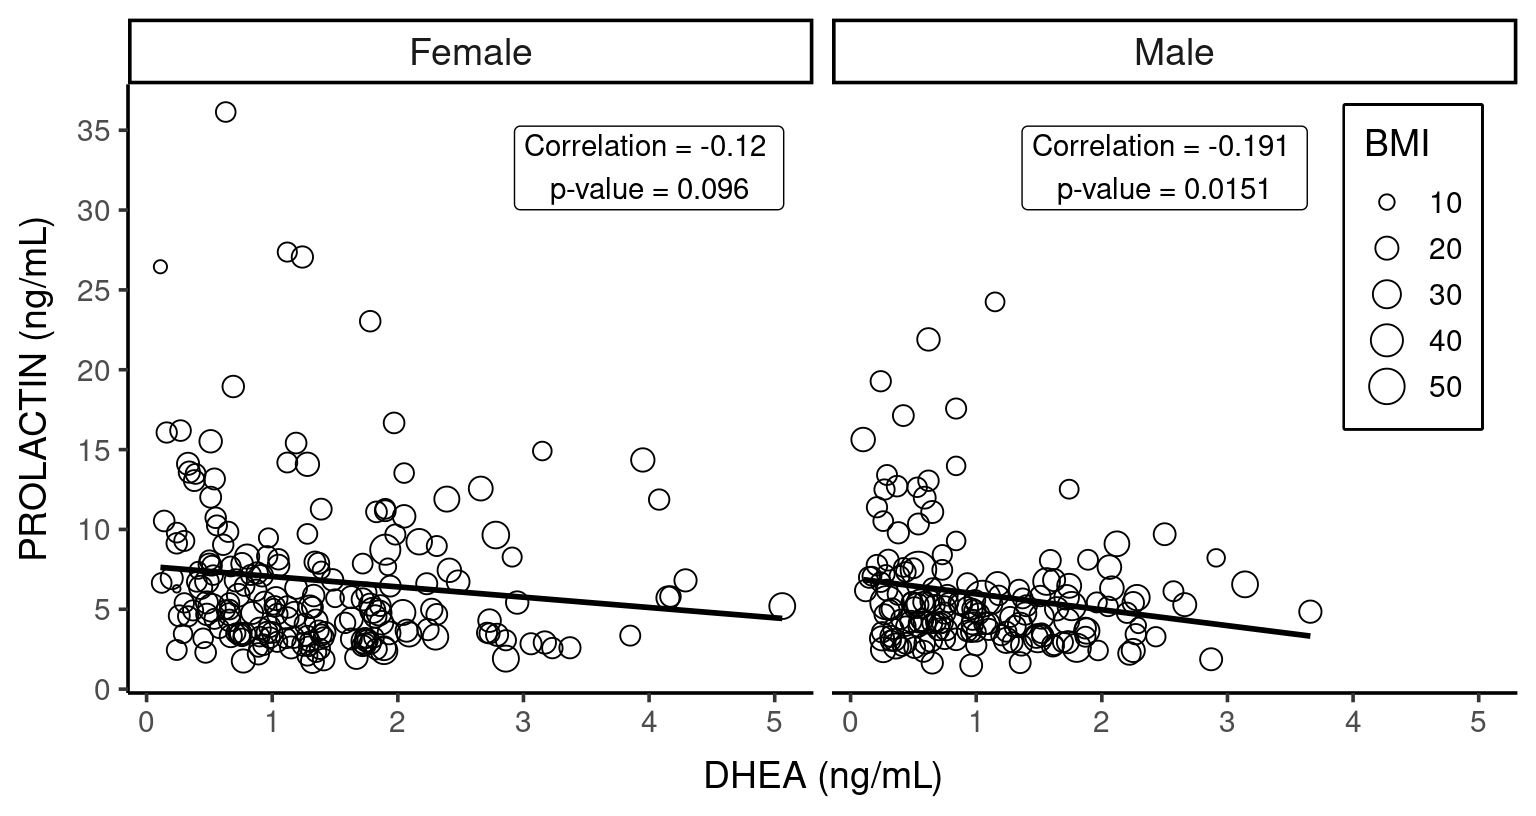 Female
Male
Correlation = -0.12
p-value = 0.096
Correlation = -0.191
p-value = 0.0151
BMI
10
20
30
40
50
PROLACTIN (ng/mL)
35
30
25
20
15
10
5
0
0 1 2 3 4 5
0 1 2 3 4 5
DHEA (ng/mL)